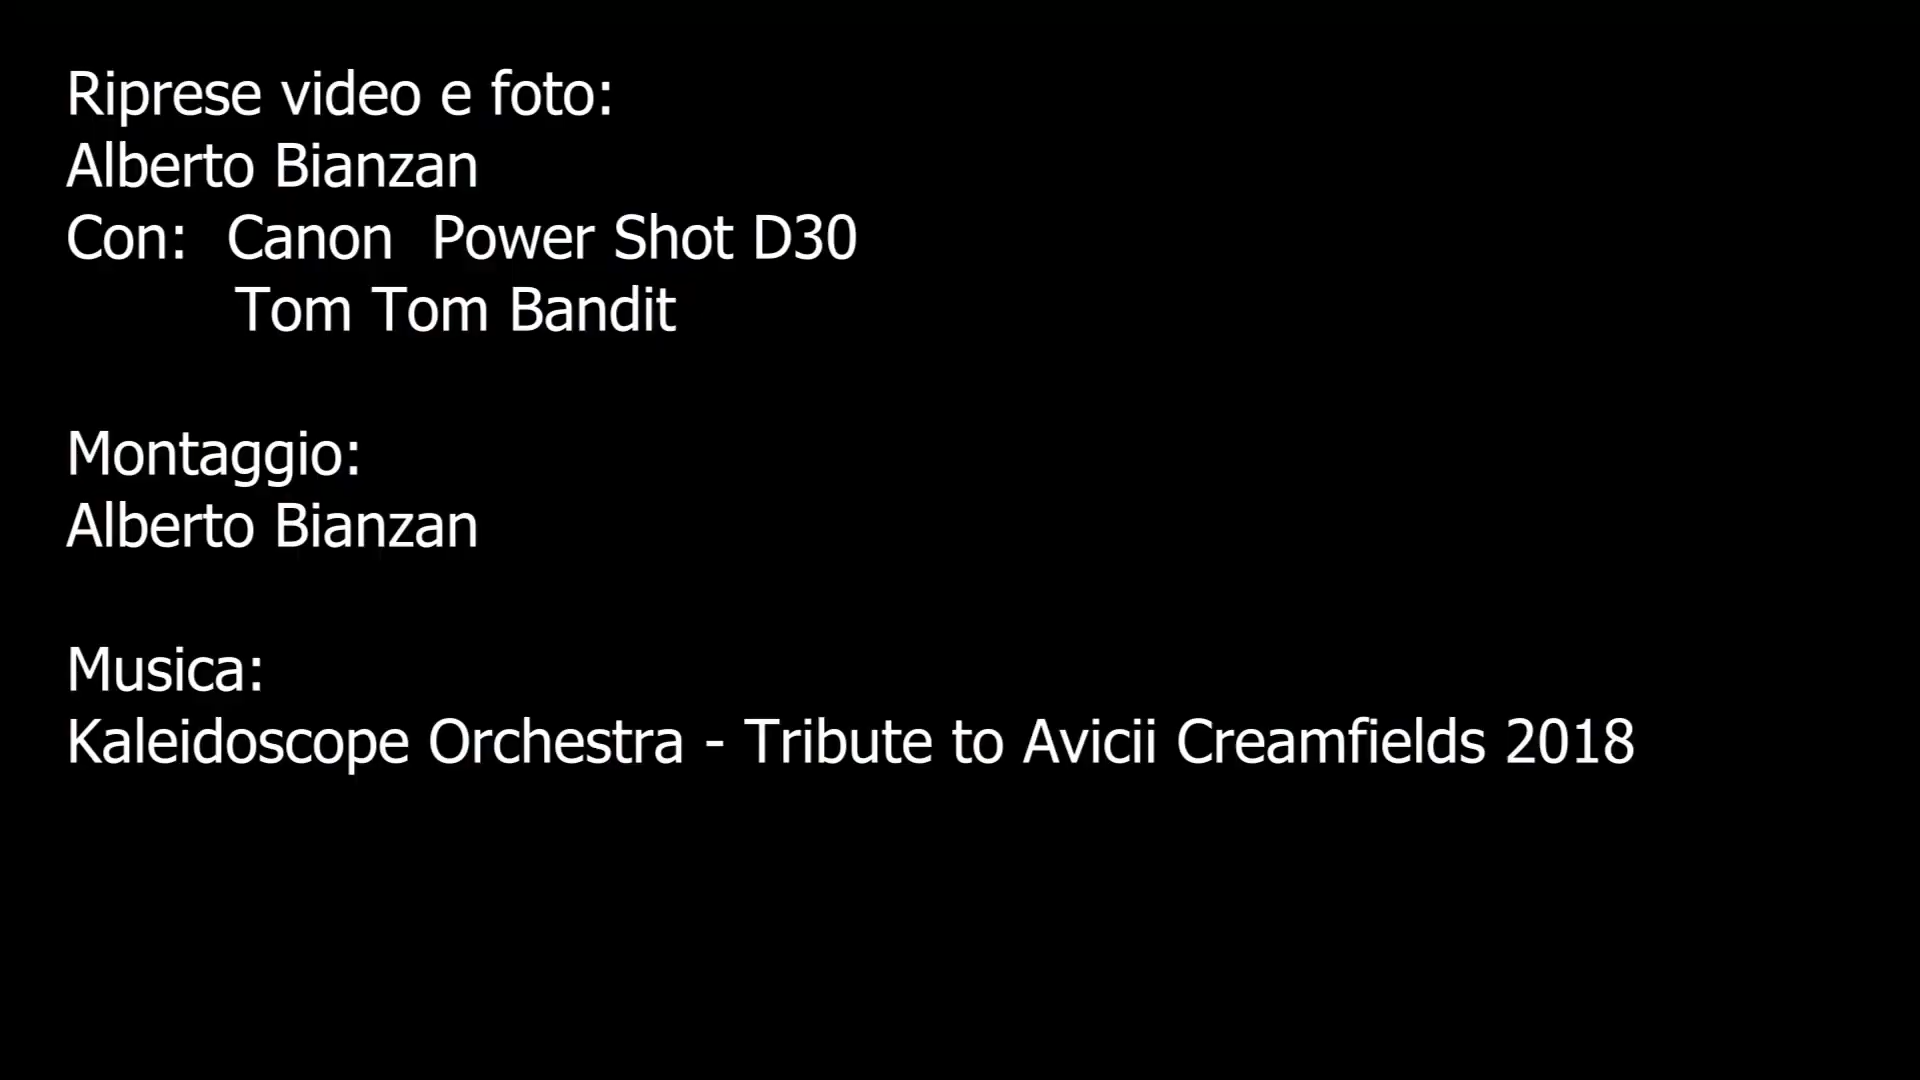 Riprese video e foto:
Alberto Bianzan
Con:  Canon  Power Shot D30
Tom Tom Bandit
Montaggio:
Alberto Bianzan
Musica:
Kaleidoscope Orchestra - Tribute to Avicii Creamfields 2018